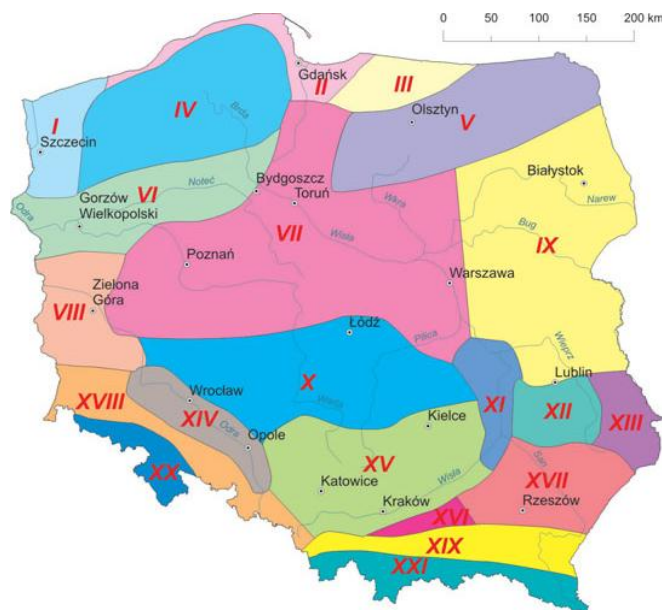 0 50 100 150 200 km
Gdańsk
II
III
I
IV
Brda
Olsztyn
V
Szczecin
Białystok
Bydgoszcz
Toruń
Noteć
VI
Gorzów
Wielkopolski
Odra
Wkra
Narew
Bug
VII
Wisła
IX
Poznań
Warszawa
Zielona
Góra
VIII
Łódź
Pilica
Wieprz
Lublin
X
Warta
Wrocław
XVIII
XIV
Odra
Opole
XI
XII
XIII
Kielce
XX
XV
San
XVII
Katowice
Wisła
Kraków
Rzeszów
XVI
XIX
XXI